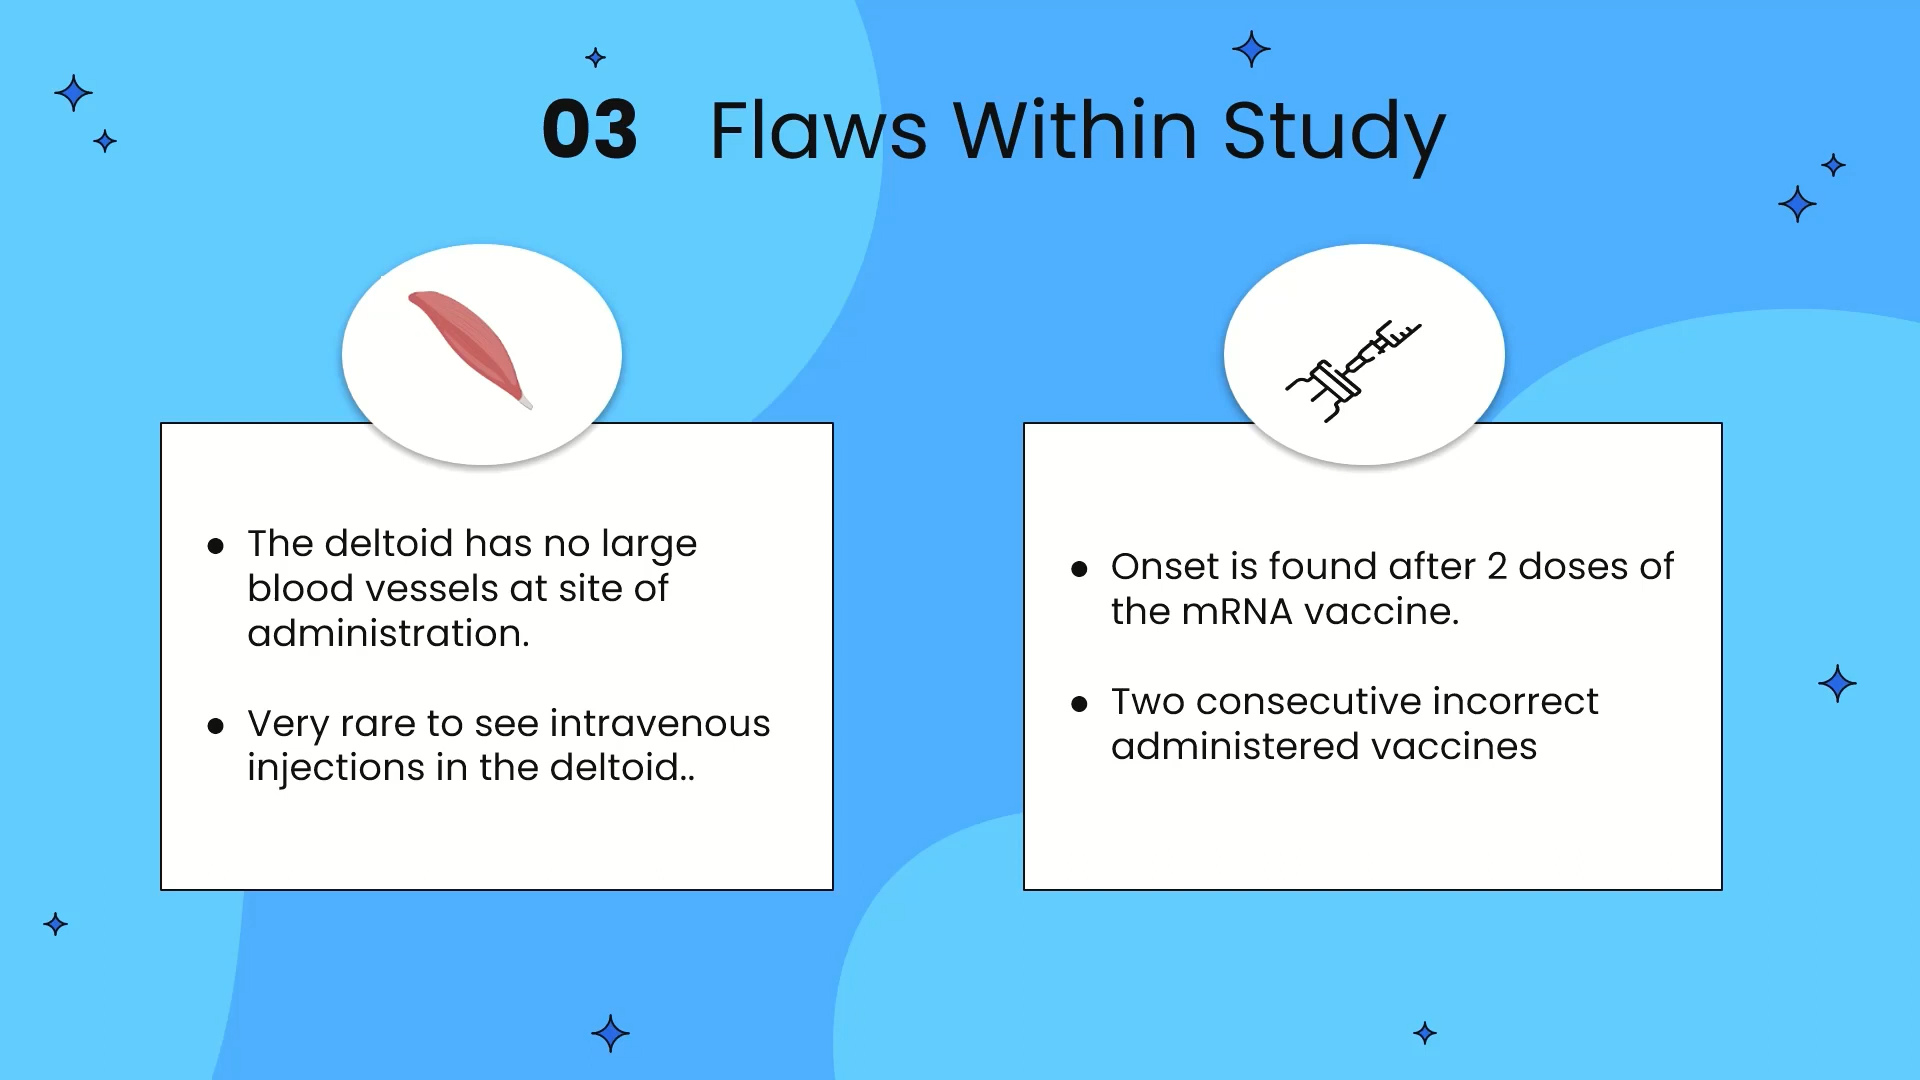 03 Flaws Within Study
● The deltoid has no large
blood vessels at site of
administration.
● Very rare to see intravenous
injections in the deltoid..
● Onset is found after 2 doses of
the mRNA vaccine.
● Two consecutive incorrect
administered vaccines